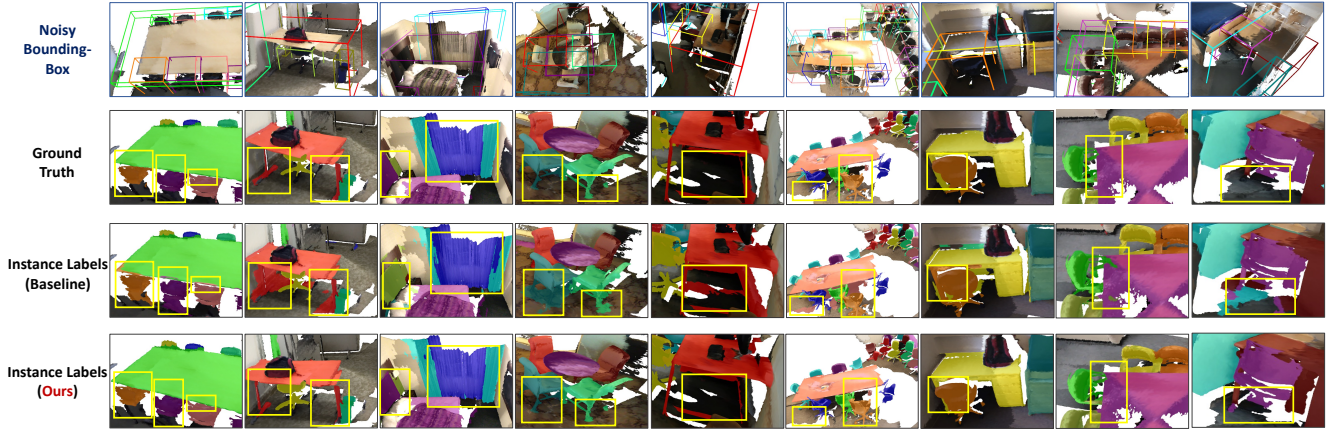 Noisy
Bounding-
Box
Ground
Truth
Instance Labels
(Baseline)
Instance Labels
(Ours)